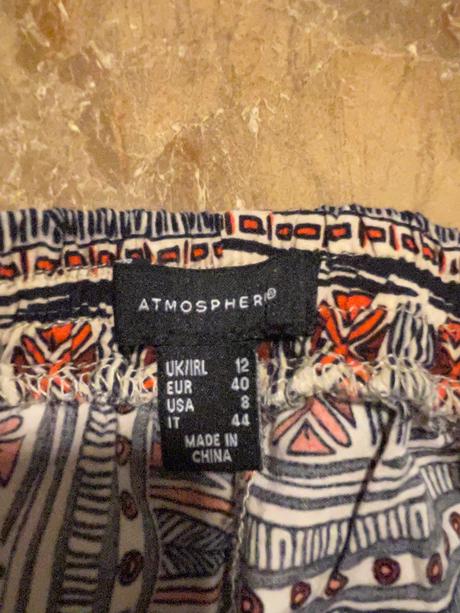 ATMOSPHERE®
UK/IRL 12
EUR 40
USA 8
IT 44
MADE IN
CHINA